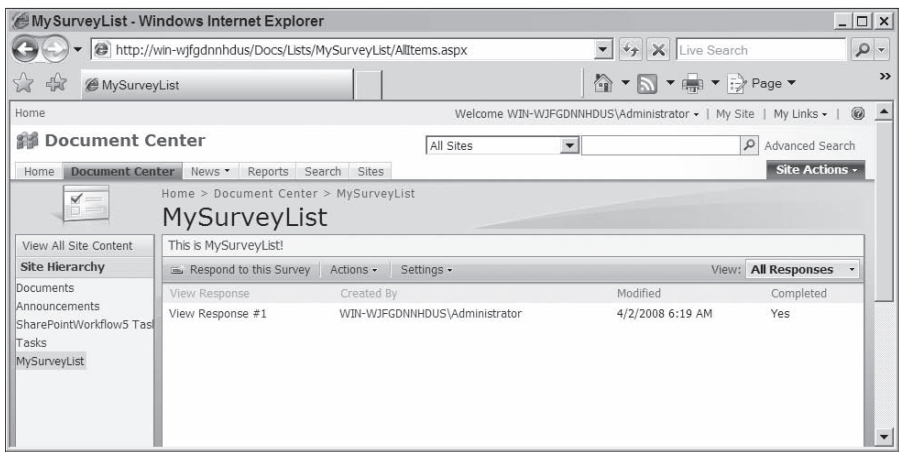 MySurveyList - Windows Internet Explorer
http://win-wjfgdnnhdus/Docs/Lists/MySurveyList/AllItems.aspx
Live Search
MySurveyList
Page
Home
Welcome WIN-WJFGDNNHDUS\Administrator | My Site | My Links |
Document Center
All Sites
Advanced Search
Home Document Center News Reports Search Sites
Site Actions
Home > Document Center > MySurveyList
MySurveyList
View All Site Content
This is MySurveyList!
Site Hierarchy
Respond to this Survey Actions Settings
View: All Responses
Documents
Announcements
SharePointWorkflow5 Tasl
Tasks
MySurveyList
View Response Created By Modified Completed
View Response #1 WIN-WJFGDNNHDUS\Administrator 4/2/2008 6:19 AM Yes